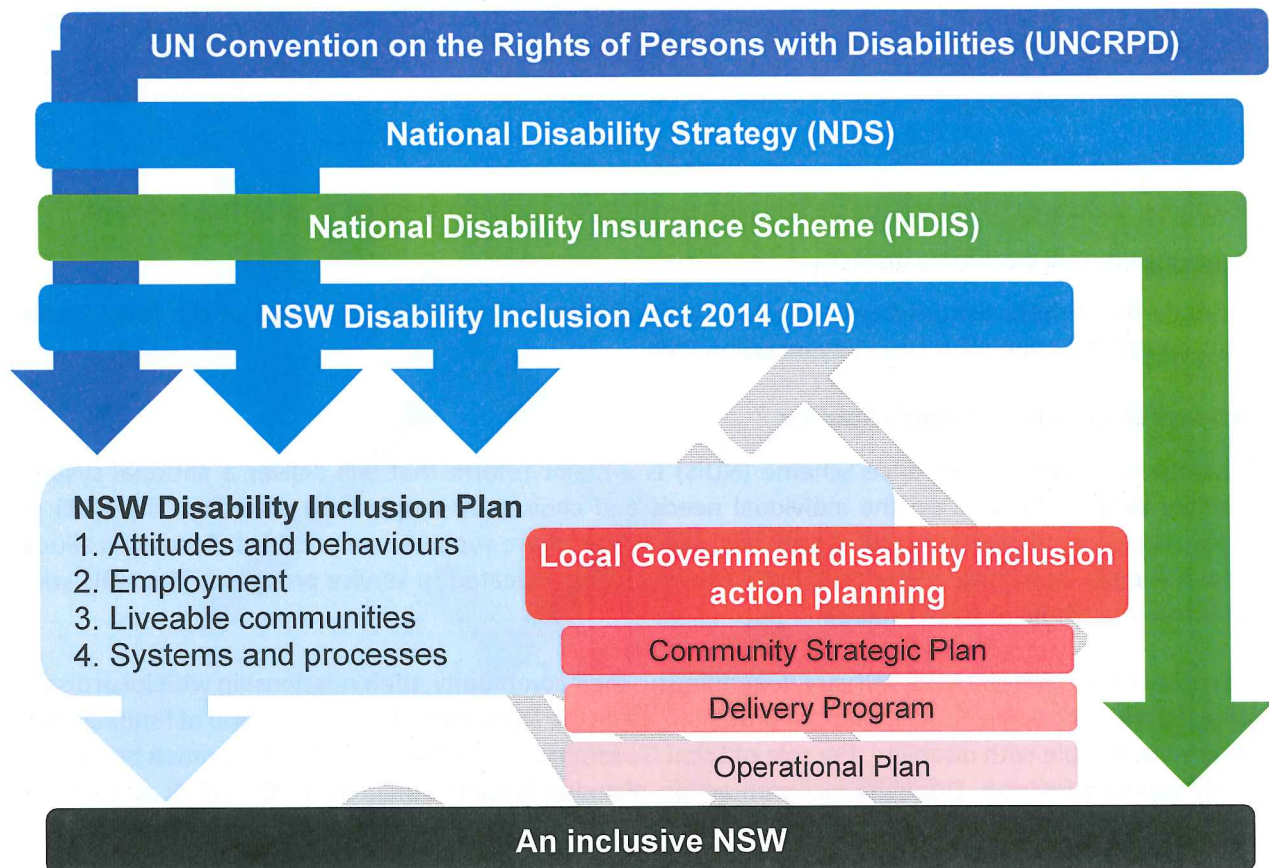 UN Convention on the Rights of Persons with Disabilities (UNCRPD)
National Disability Strategy (NDS)
National Disability Insurance Scheme (NDIS)
NSW Disability Inclusion Act 2014 (DIA)
NSW Disability Inclusion Plan
1. Attitudes and behaviours
2. Employment
3. Liveable communities
4. Systems and processes
Local Government disability inclusion
action planning
Community Strategic Plan
Delivery Program
Operational Plan
An inclusive NSW